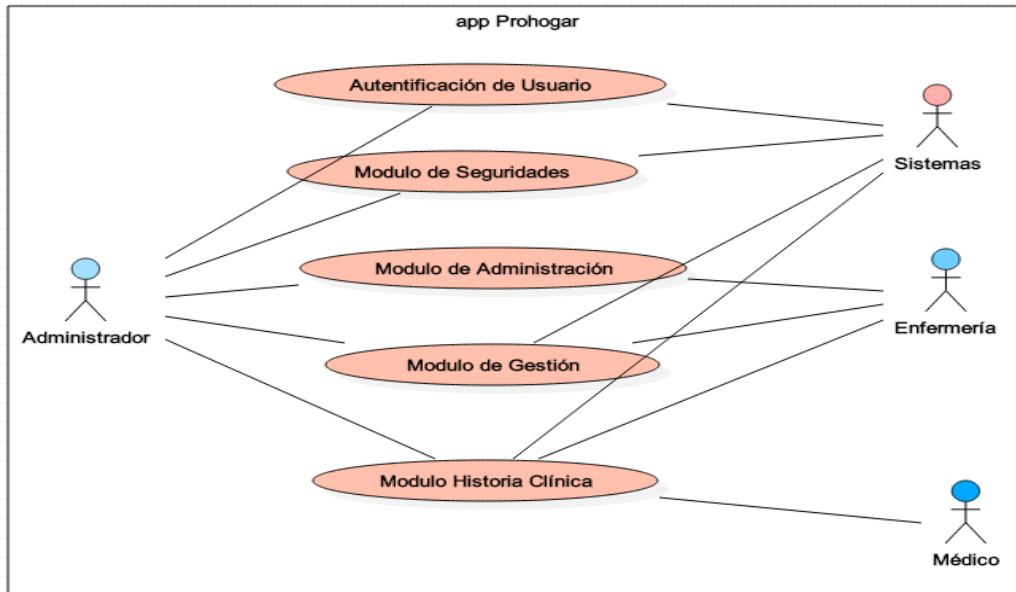 app Prohogar
Autentificación de Usuario
Sistemas
Modulo de Seguridades
Modulo de Administración
Administrador
Enfermería
Modulo de Gestión
Modulo Historia Clínica
Médico